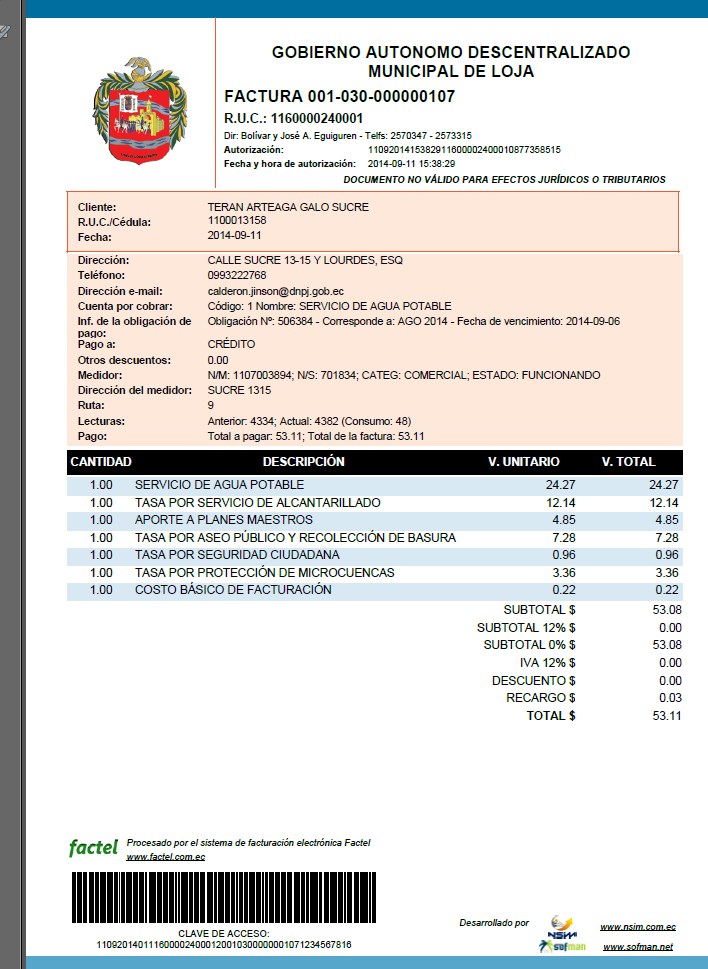 GOBIERNO AUTONOMO DESCENTRALIZADO
MUNICIPAL DE LOJA
FACTURA 001-030-000000107
R.U.C.: 1160000240001
Dir: Bolívar y José A. Eguiguren - Telfs: 2570347 - 2573315
Autorización: 1109201415382911600002400010877358515
Fecha y hora de autorización: 2014-09-11 15:38:29
DOCUMENTO NO VÁLIDO PARA EFECTOS JURÍDICOS O TRIBUTARIOS
Cliente: TERAN ARTEAGA GALO SUCRE
R.U.C./Cédula: 1100013158
Fecha: 2014-09-11
Dirección: CALLE SUCRE 13-15 Y LOURDES, ESQ
Teléfono: 0993222768
Dirección e-mail: calderon.jinson@dnpj.gob.ec
Cuenta por cobrar: Código: 1 Nombre: SERVICIO DE AGUA POTABLE
Inf. de la obligación de Obligación Nº: 506384 - Corresponde a: AGO 2014 - Fecha de vencimiento: 2014-09-06
pago:
Pago a: CRÉDITO
Otros descuentos: 0.00
Medidor: N/M: 1107003894; N/S: 701834; CATEG: COMERCIAL; ESTADO: FUNCIONANDO
Dirección del medidor: SUCRE 1315
Ruta: 9
Lecturas: Anterior: 4334; Actual: 4382 (Consumo: 48)
Pago: Total a pagar: 53.11; Total de la factura: 53.11
CANTIDAD DESCRIPCIÓN V. UNITARIO V. TOTAL
1.00 SERVICIO DE AGUA POTABLE 24.27 24.27
1.00 TASA POR SERVICIO DE ALCANTARILLADO 12.14 12.14
1.00 APORTE A PLANES MAESTROS 4.85 4.85
1.00 TASA POR ASEO PÚBLICO Y RECOLECCIÓN DE BASURA 7.28 7.28
1.00 TASA POR SEGURIDAD CIUDADANA 0.96 0.96
1.00 TASA POR PROTECCIÓN DE MICROCUENCAS 3.36 3.36
1.00 COSTO BÁSICO DE FACTURACIÓN 0.22 0.22
SUBTOTAL $ 53.08
SUBTOTAL 12% $ 0.00
SUBTOTAL 0% $ 53.08
IVA 12% $ 0.00
DESCUENTO $ 0.00
RECARGO $ 0.03
TOTAL $ 53.11
factel Procesado por el sistema de facturación electrónica Factel
www.factel.com.ec
CLAVE DE ACCESO:
1109201401116000024000120010300000001071234567816
Desarrollado por NSIM www.nsim.com.ec
sofman www.sofman.net